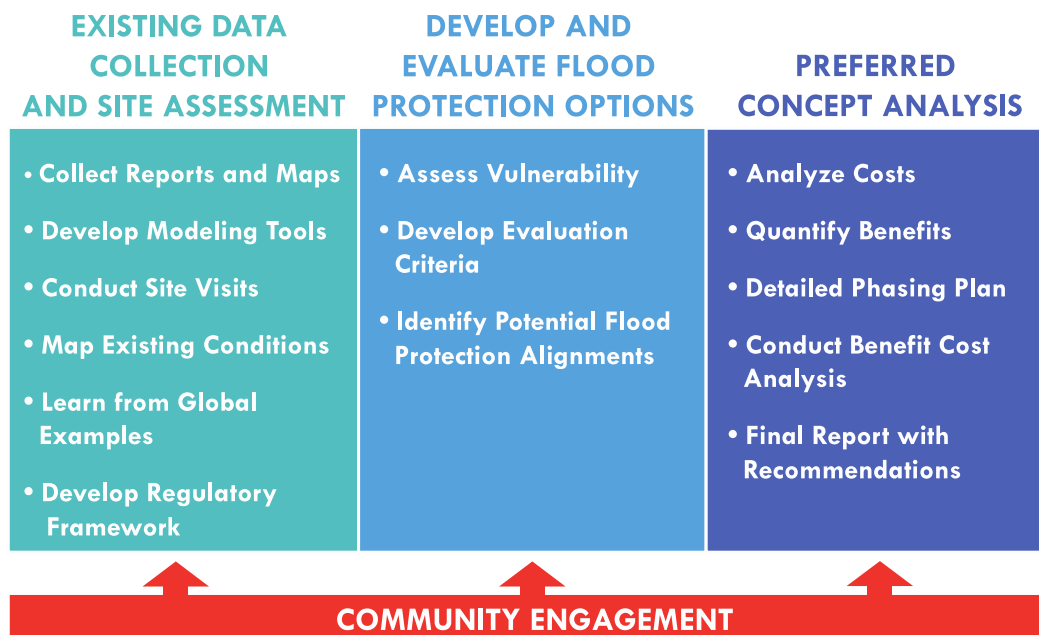 EXISTING DATA
COLLECTION
AND SITE ASSESSMENT
• Collect Reports and Maps
• Develop Modeling Tools
• Conduct Site Visits
• Map Existing Conditions
• Learn from Global
Examples
• Develop Regulatory
Framework
DEVELOP AND
EVALUATE FLOOD
PROTECTION OPTIONS
• Assess Vulnerability
• Develop Evaluation
Criteria
• Identify Potential Flood
Protection Alignments
PREFERRED
CONCEPT ANALYSIS
• Analyze Costs
• Quantify Benefits
• Detailed Phasing Plan
• Conduct Benefit Cost
Analysis
• Final Report with
Recommendations
COMMUNITY ENGAGEMENT